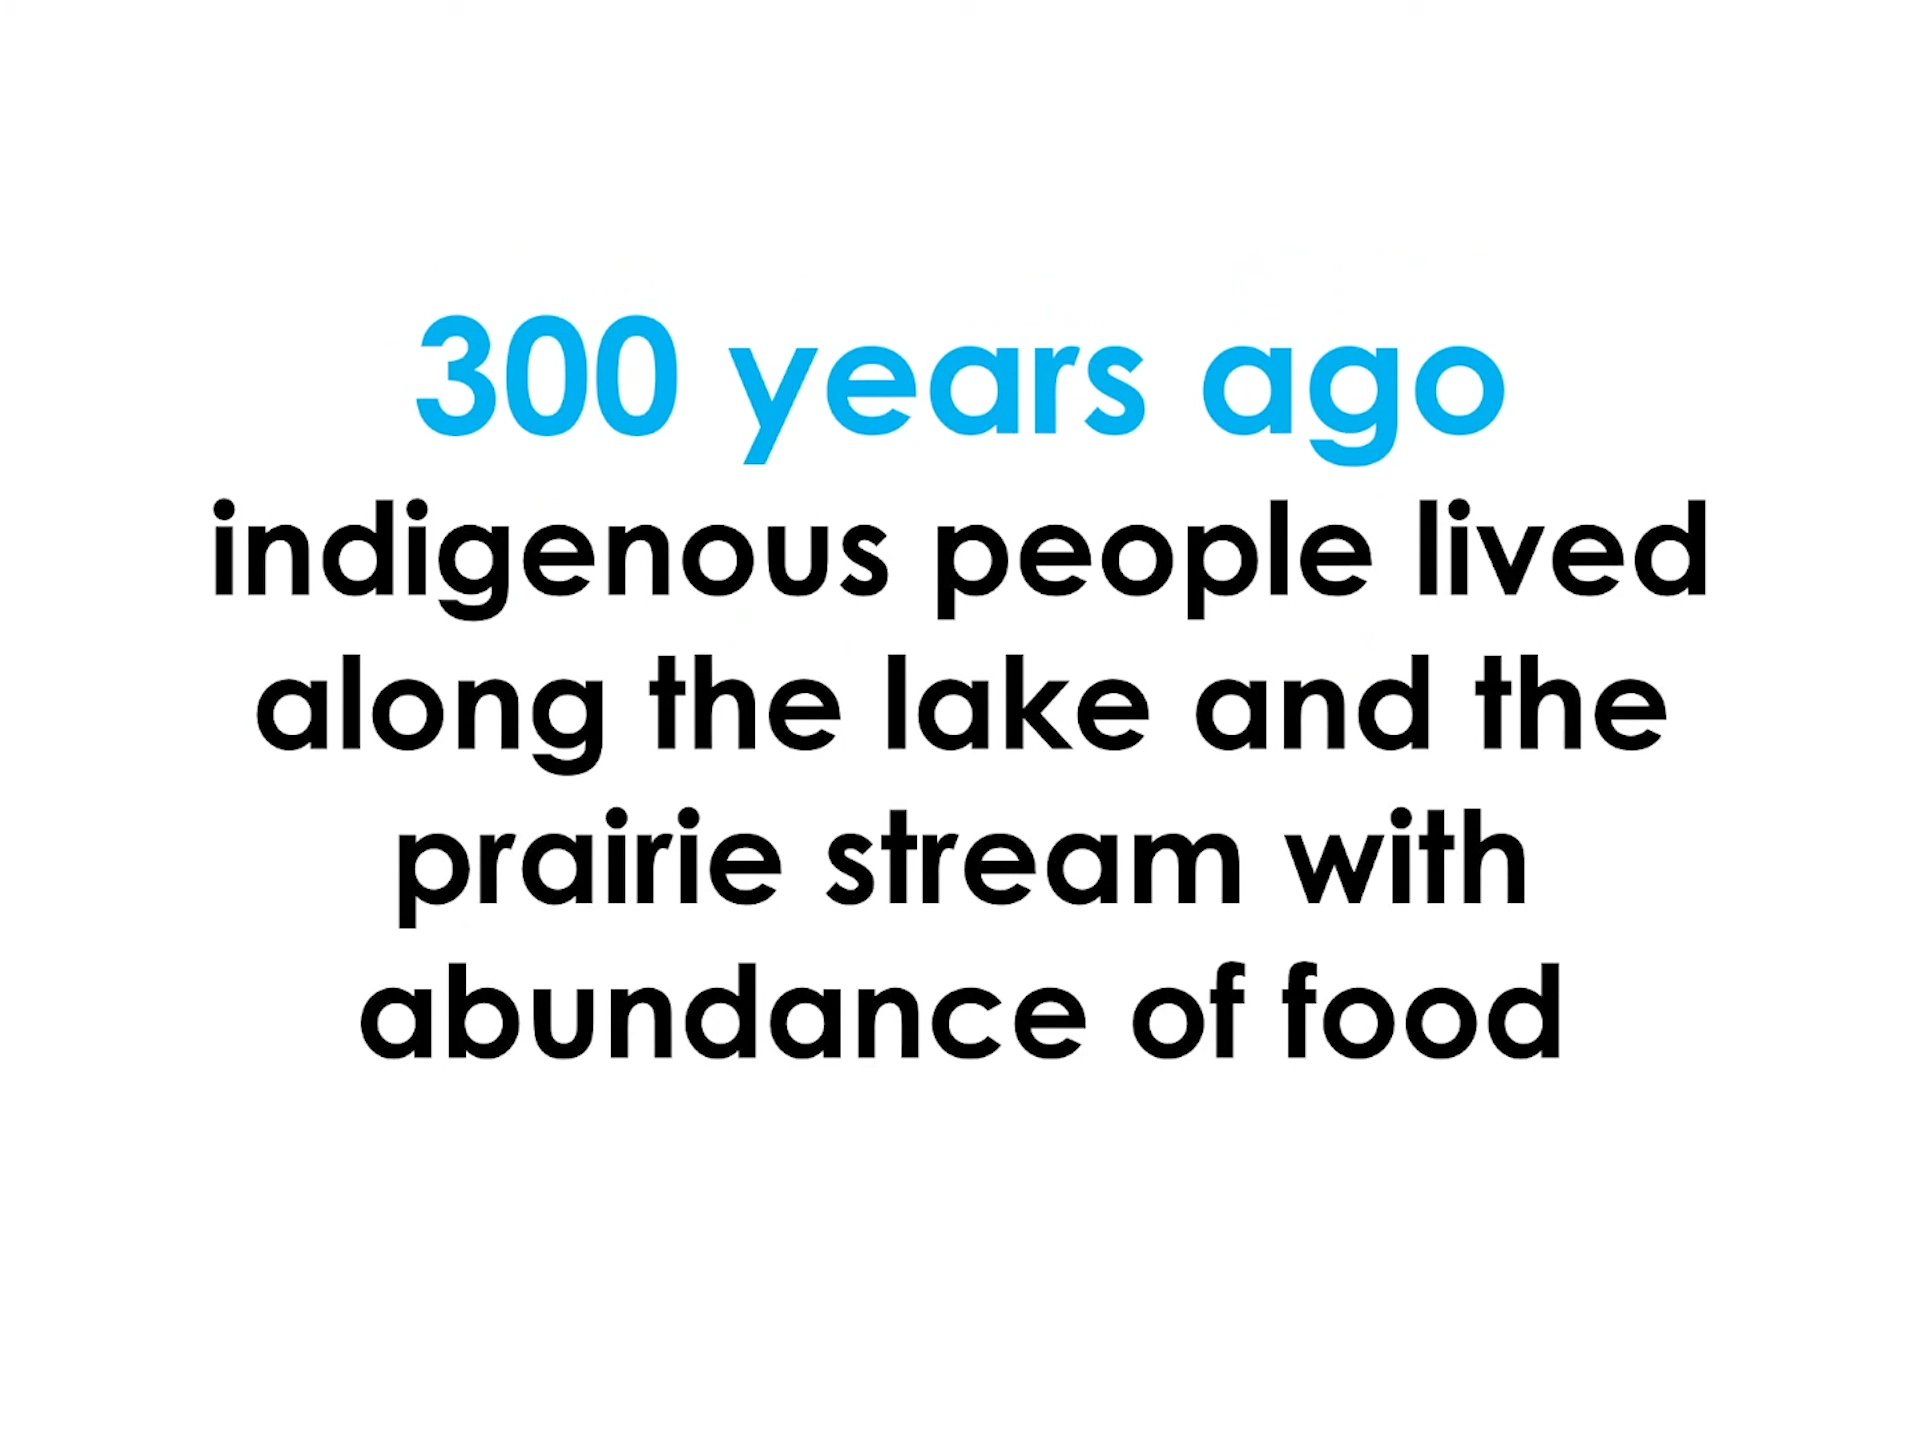 300 years ago
indigenous people lived
along the lake and the
prairie stream with
abundance of food